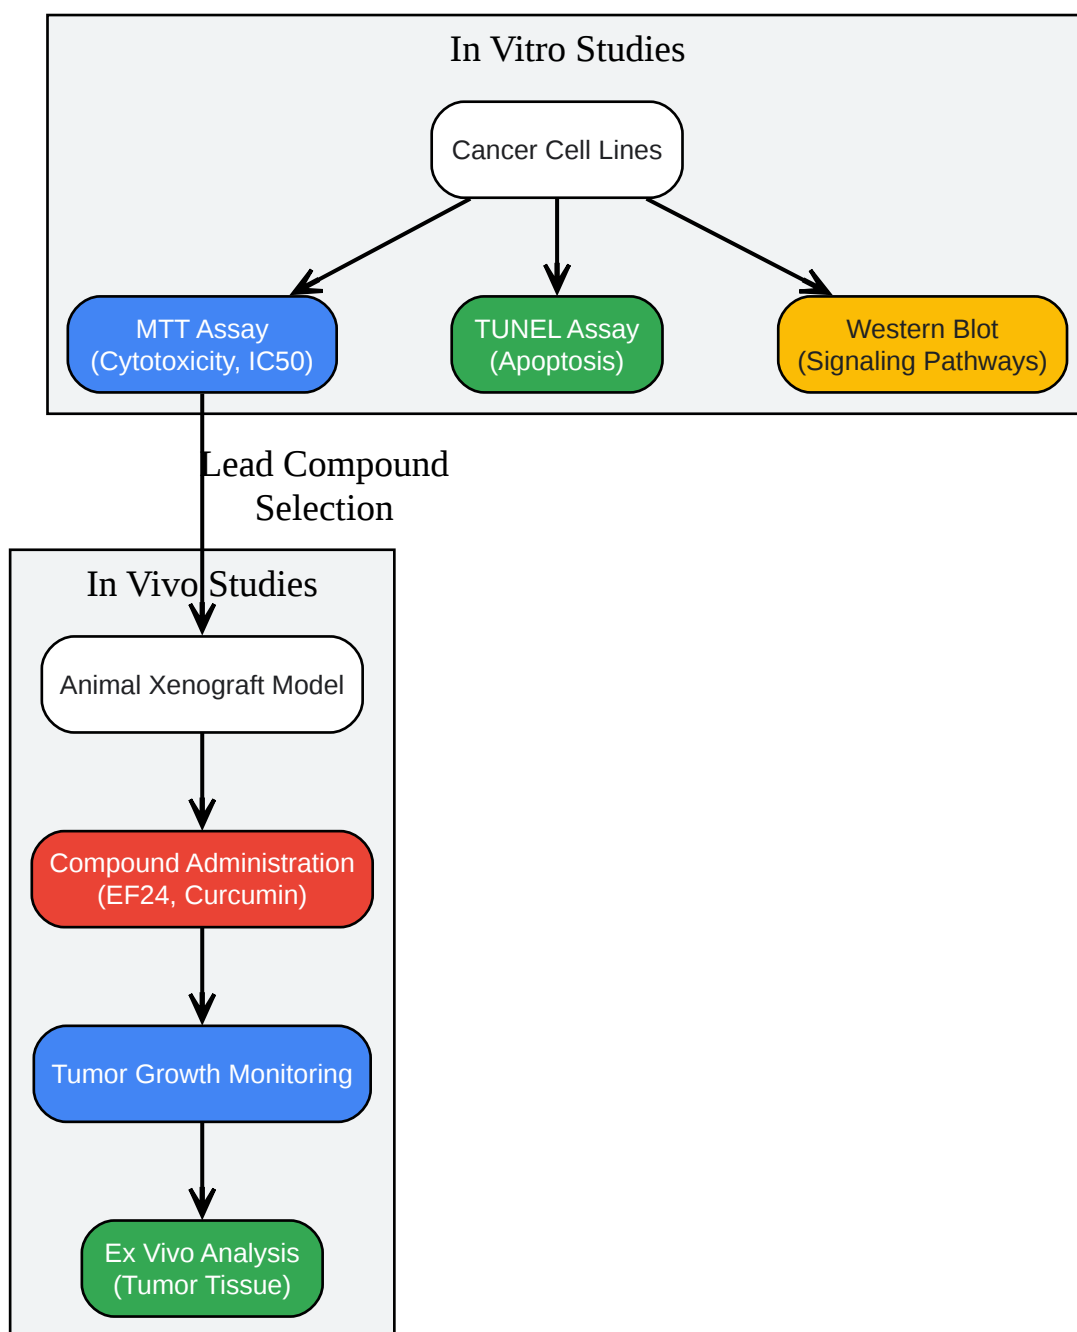 In Vitro Studies
Cancer Cell Lines
MTT Assay
(Cytotoxicity, IC50)
TUNEL Assay
(Apoptosis)
Western Blot
(Signaling Pathways)
Lead Compound
Selection
In Vivo Studies
Animal Xenograft Model
Compound Administration
(EF24, Curcumin)
Tumor Growth Monitoring
Ex Vivo Analysis
(Tumor Tissue)